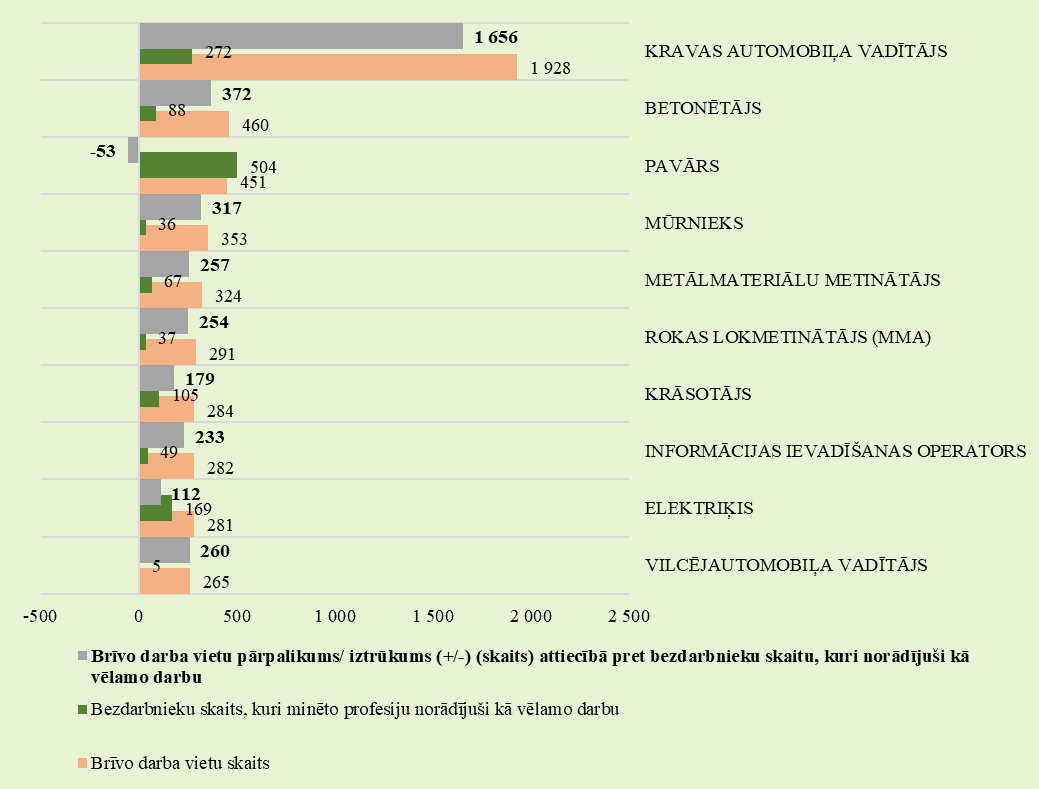 1 656
272
1 928
KRAVAS AUTOMOBIĻA VADĪTĀJS
372
88
460
BETONĒTĀJS
-53
504
451
PAVĀRS
317
36
353
MŪRNIEKS
257
67
324
METĀLMATERIĀLU METINĀTĀJS
254
37
291
ROKAS LOKMETINĀTĀJS (MMA)
179
105
284
KRĀSOTĀJS
233
49
282
INFORMĀCIJAS IEVADĪŠANAS OPERATORS
112
169
281
ELEKTRIĶIS
260
5
265
VILCĒJAUTOMOBIĻA VADĪTĀJS
-500 0 500 1 000 1 500 2 000 2 500
Brīvo darba vietu pārpalikums/ iztrūkums (+/-) (skaits) attiecībā pret bezdarbnieku skaitu, kuri norādījuši kā
vēlamo darbu
Bezdarbnieku skaits, kuri minēto profesiju norādījuši kā vēlamo darbu
Brīvo darba vietu skaits